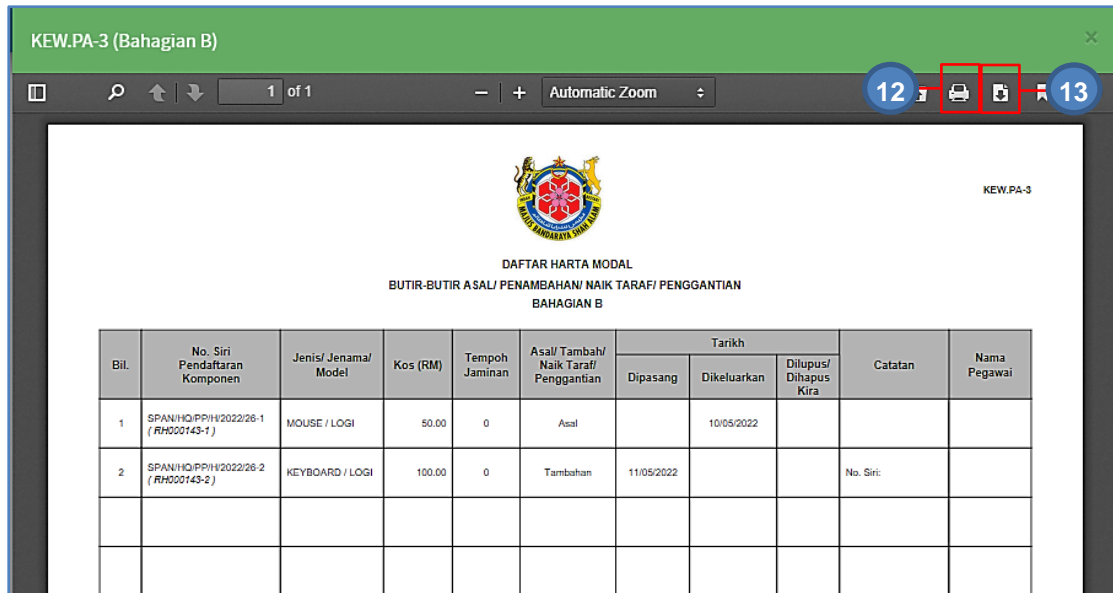 KEW.PA-3 (Bahagian B)
×
1 of 1
Automatic Zoom
12
13
MAJLIS BANDARAYA SHAH ALAM
KEW.PA-3
DAFTAR HARTA MODAL
BUTIR-BUTIR ASAL/ PENAMBAHAN/ NAIK TARAF/ PENGGANTIAN
BAHAGIAN B
Bil.
No. Siri
Pendaftaran
Komponen
Jenis/ Jenama/
Model
Kos (RM)
Tempoh
Jaminan
Asal/ Tambah/
Naik Taraf/
Penggantian
Tarikh
Dipasang
Dikeluarkan
Dilupus/
Dihapus
Kira
Catatan
Nama
Pegawai
1
SPAN/HQ/PP/H/2022/26-1
( RH000143-1 )
MOUSE / LOGI
50.00
0
Asal
10/05/2022
2
SPAN/HQ/PP/H/2022/26-2
( RH000143-2 )
KEYBOARD / LOGI
100.00
0
Tambahan
11/05/2022
No. Siri: